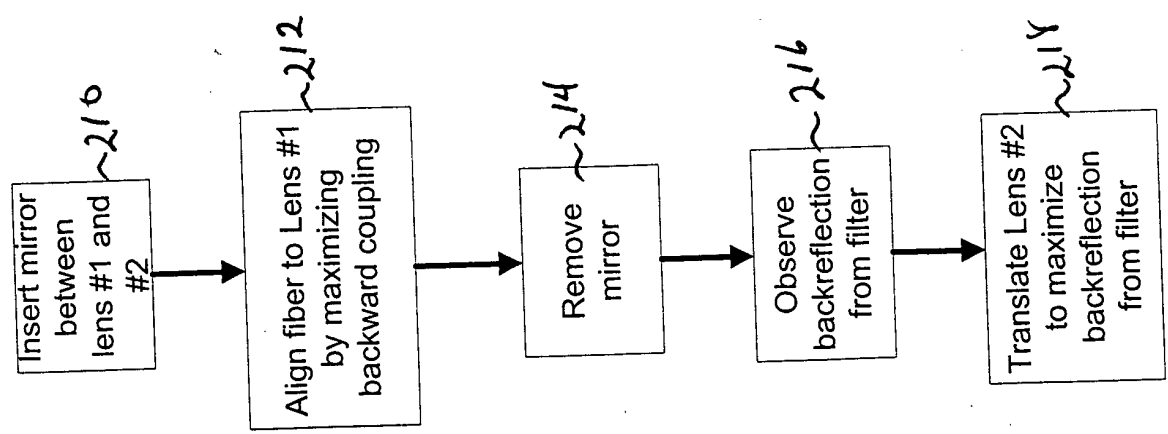 Insert mirror
between
lens #1 and
#2
210
Align fiber to Lens #1
by maximizing
backward coupling
212
Remove
mirror
214
Observe
backreflection
from filter
216
Translate Lens #2
to maximize
backreflection
from filter
218